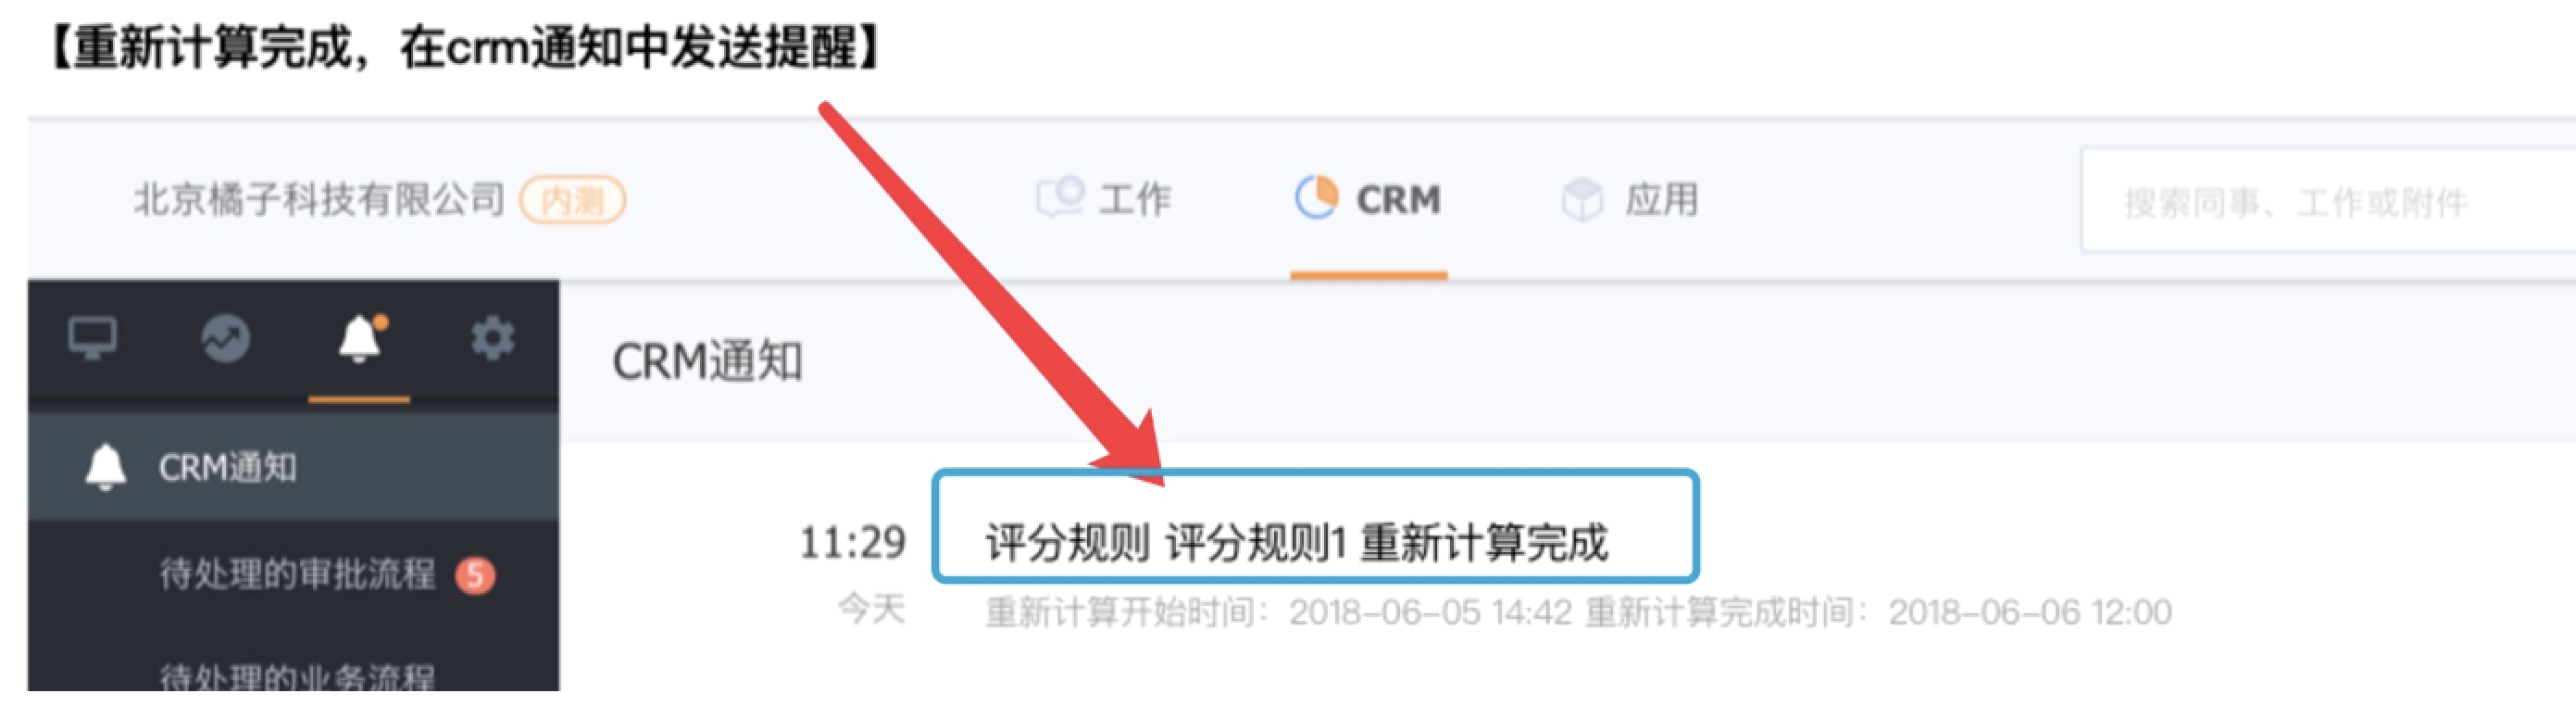 【重新计算完成，在crm通知中发送提醒】
北京橘子科技有限公司 内测 工作 CRM 应用 搜索同事、工作或附件
CRM通知
CRM通知
11:29 评分规则 评分规则1 重新计算完成
待处理的审批流程 5
今天 重新计算开始时间：2018-06-05 14:42 重新计算完成时间：2018-06-06 12:00
待处理的业务流程